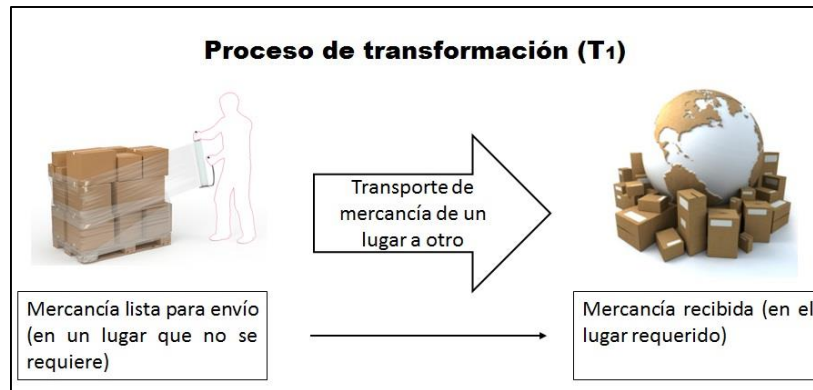 Proceso de transformación (T₁)
Transporte de
mercancía de un
lugar a otro
Mercancía lista para envío
(en un lugar que no se
requiere)
Mercancía recibida (en el
lugar requerido)